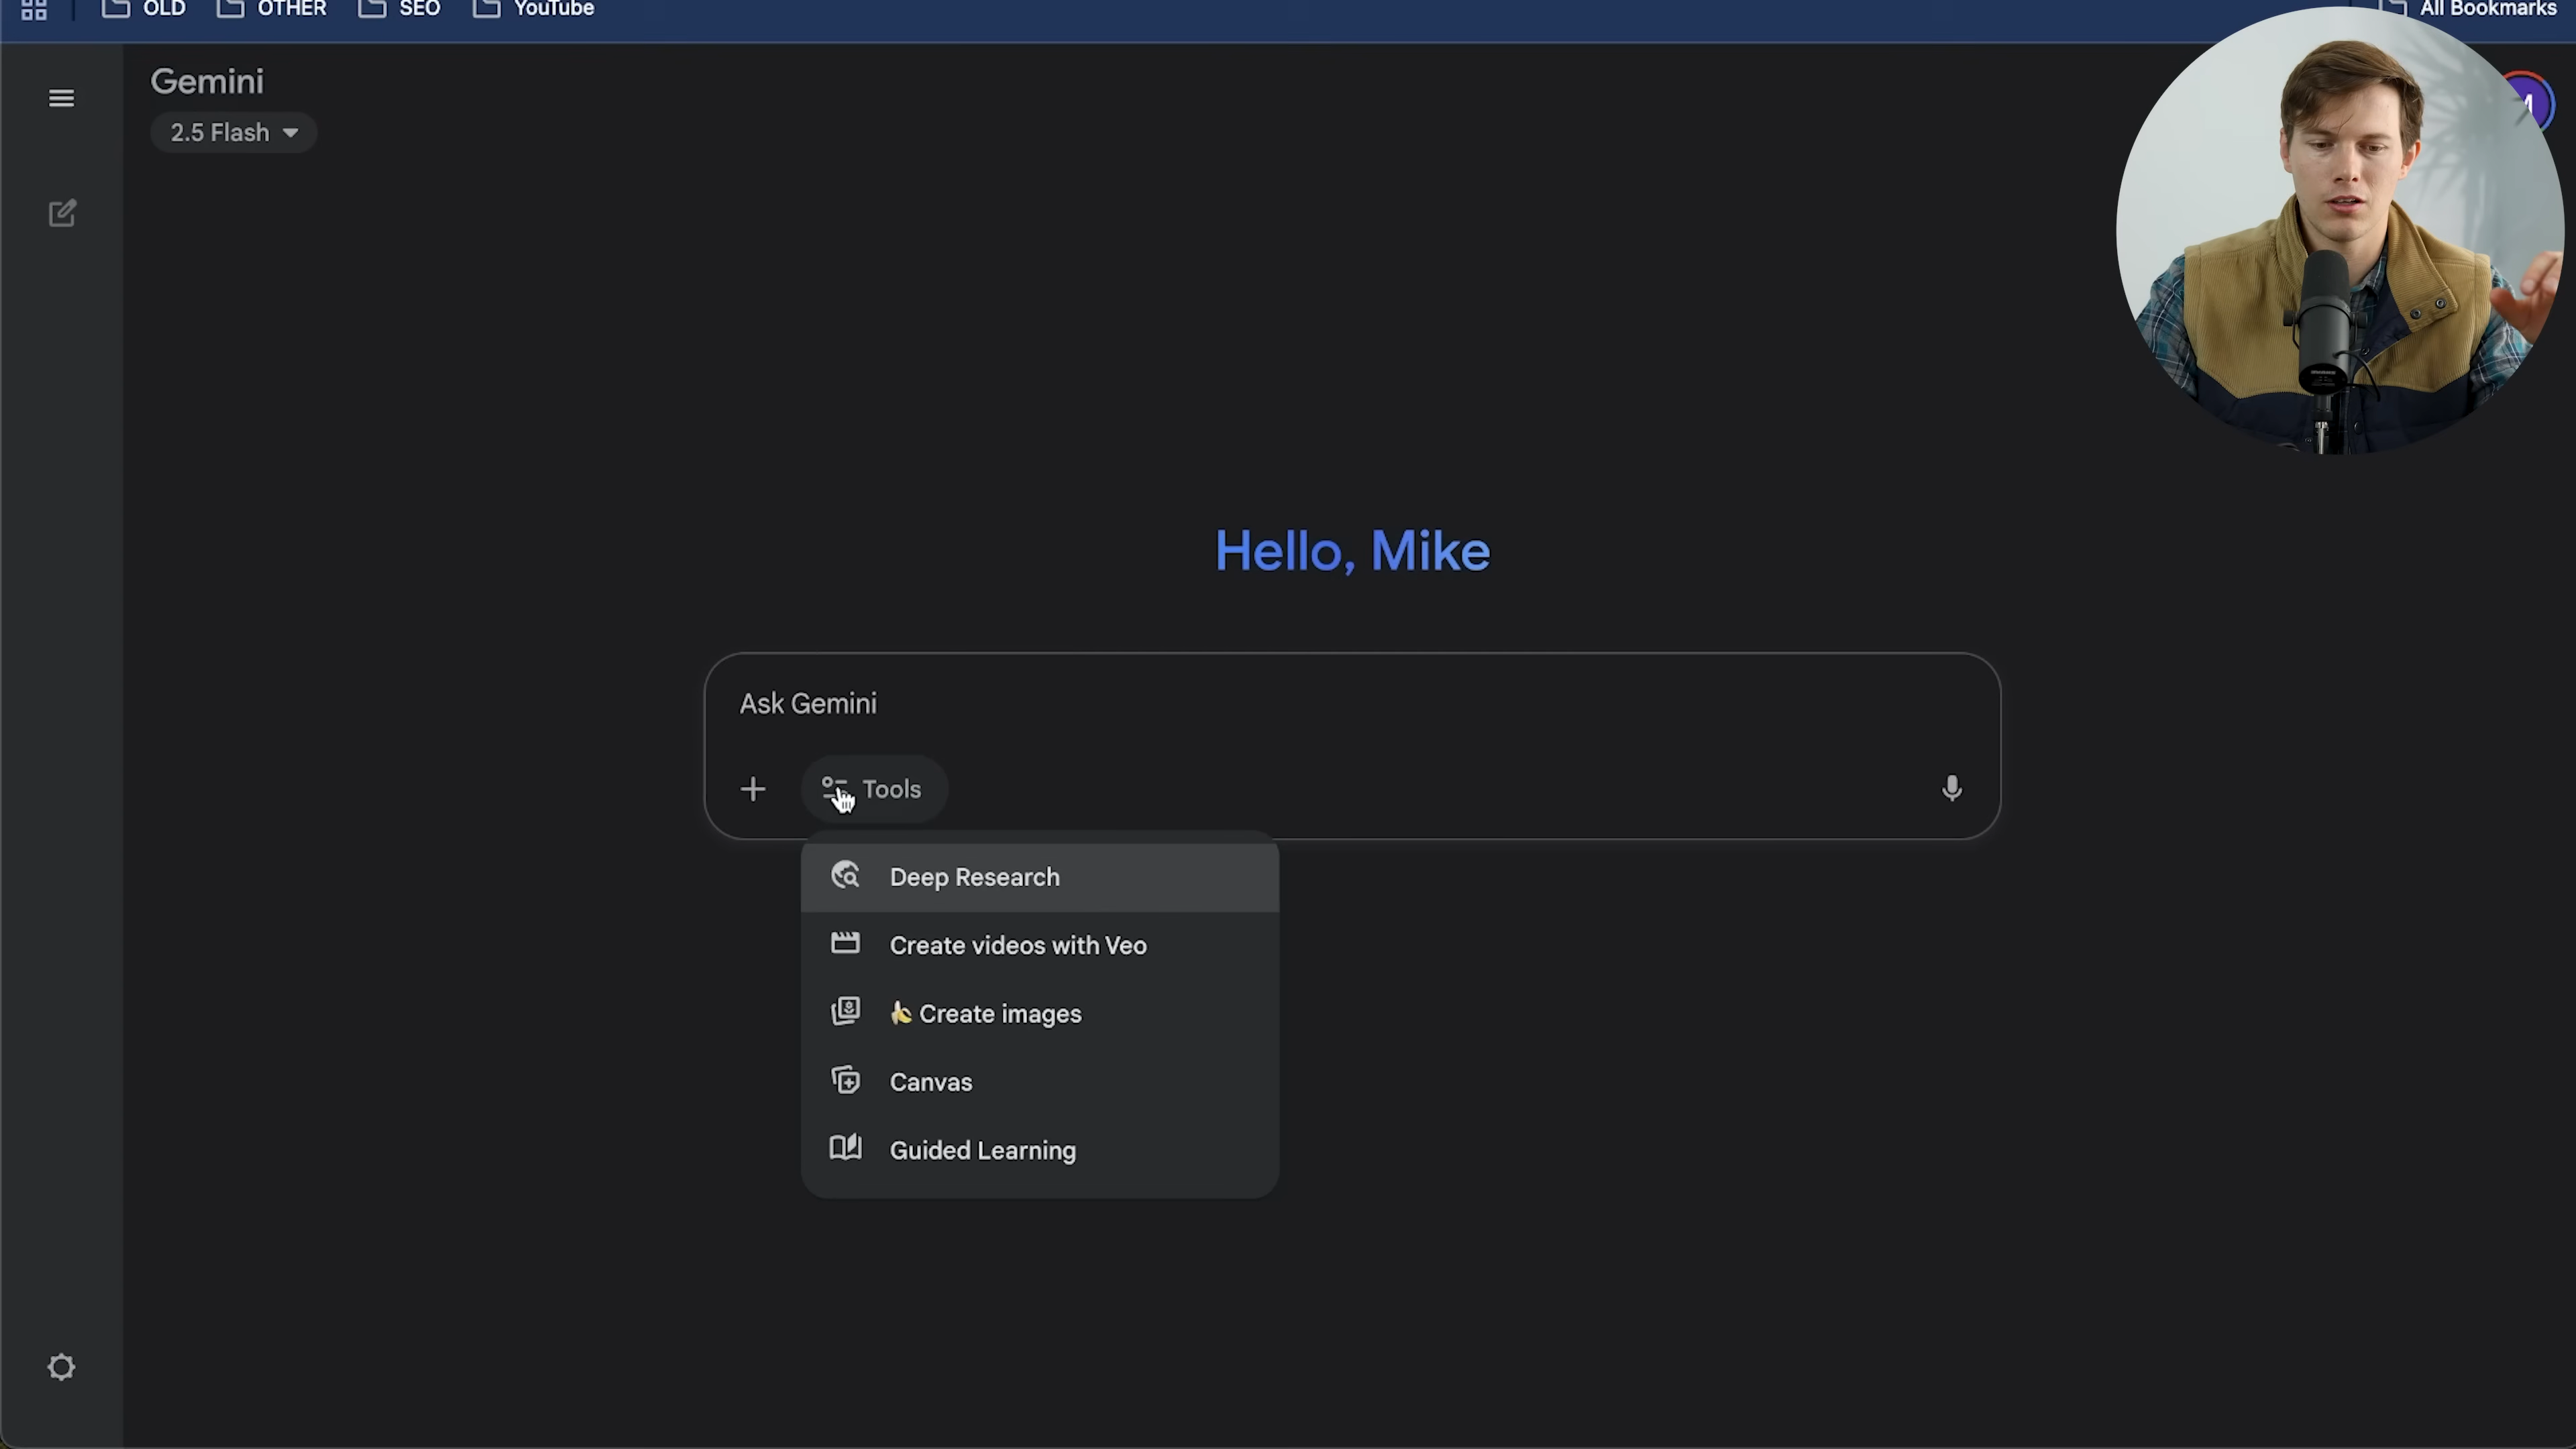 OLD OTHER SEO YouTube All Bookmarks
Gemini
2.5 Flash
Hello, Mike
Ask Gemini
Tools
Deep Research
Create videos with Veo
🍌 Create images
Canvas
Guided Learning